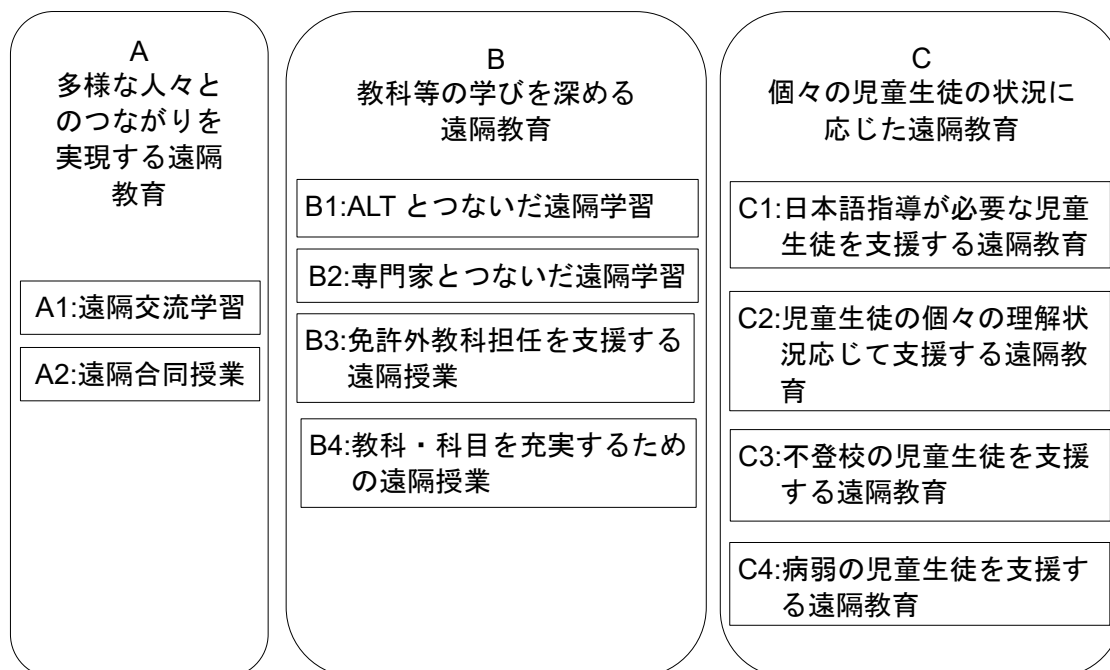 A
多様な人々と
のつながりを
実現する遠隔
教育
A1:遠隔交流学習
A2:遠隔合同授業
B
教科等の学びを深める
遠隔教育
B1:ALT とつないだ遠隔学習
B2:専門家とつないだ遠隔学習
B3:免許外教科担任を支援する
遠隔授業
B4:教科・科目を充実するため
の遠隔授業
C
個々の児童生徒の状況に
応じた遠隔教育
C1:日本語指導が必要な児童
生徒を支援する遠隔教育
C2:児童生徒の個々の理解状
況応じて支援する遠隔教
育
C3:不登校の児童生徒を支援
する遠隔教育
C4:病弱の児童生徒を支援す
る遠隔教育